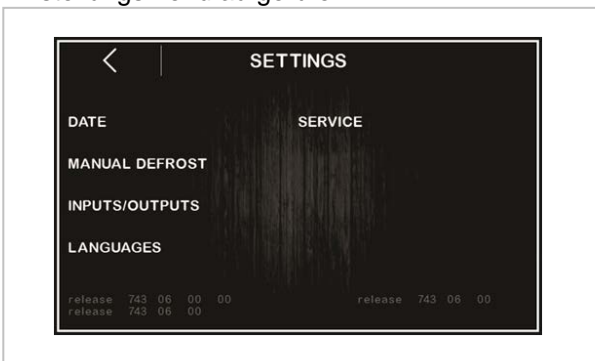 SETTINGS
DATE SERVICE
MANUAL DEFROST
INPUTS/OUTPUTS
LANGUAGES
release 743 06 00 00 release 743 06 00
release 743 06 00